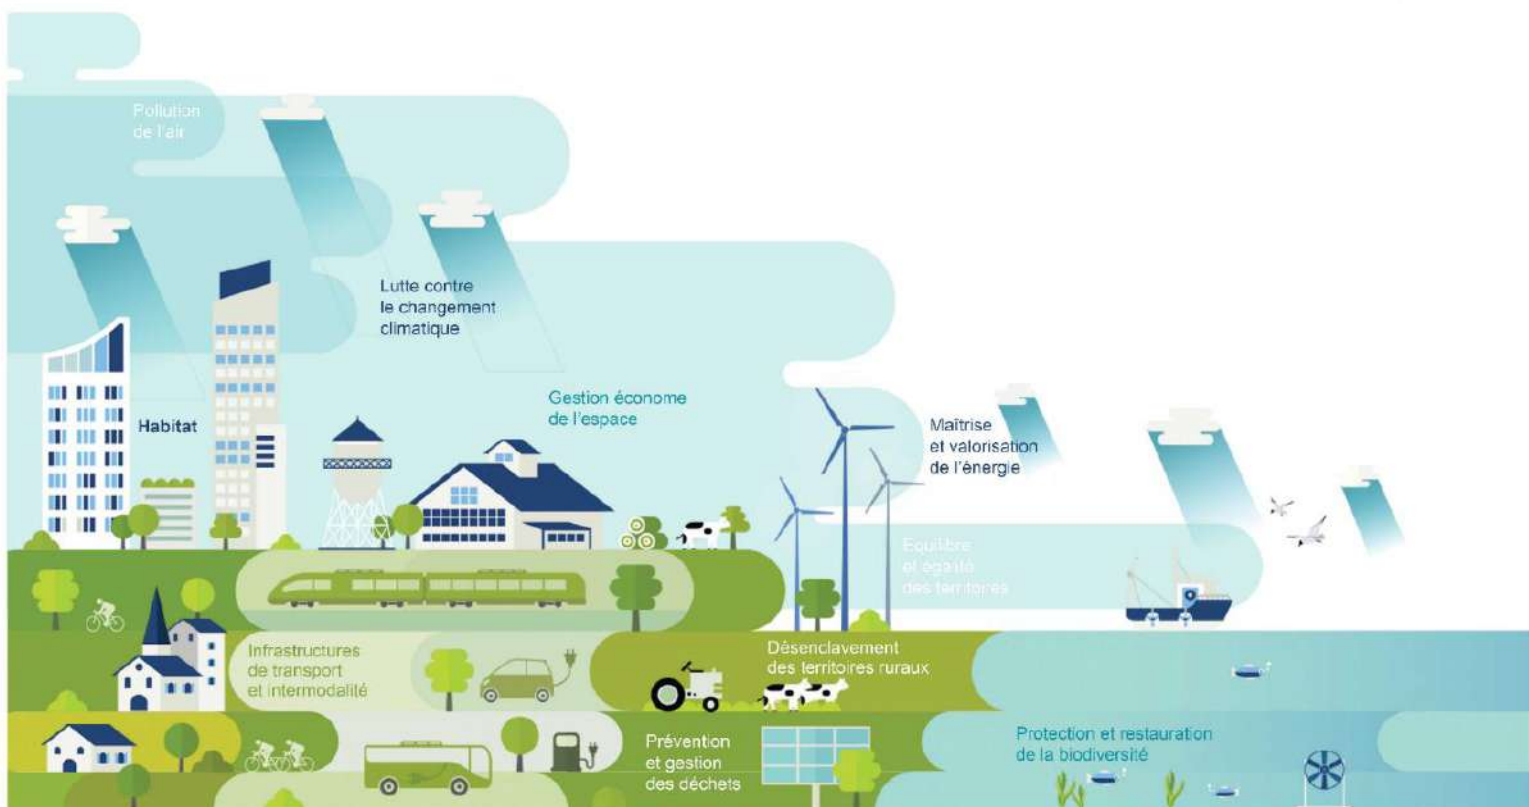 Pollution
de l'air
Lutte contre
le changement
climatique
Gestion économe
de l'espace
Habitat
Maîtrise
et valorisation
de l'énergie
Equilibre
et égalité
des territoires
Infrastructures
de transport
et intermodalité
Désenclavement
des territoires ruraux
Prévention
et gestion
des déchets
Protection et restauration
de la biodiversité